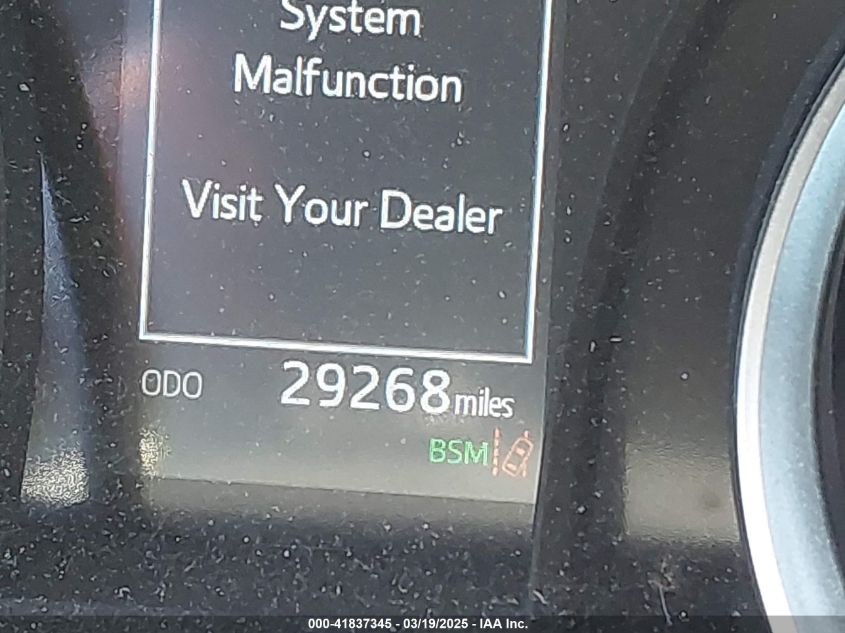 System
Malfunction
Visit Your Dealer
ODO 29268 miles
BSM
000-41837345 - 03/19/2025 - IAA Inc.